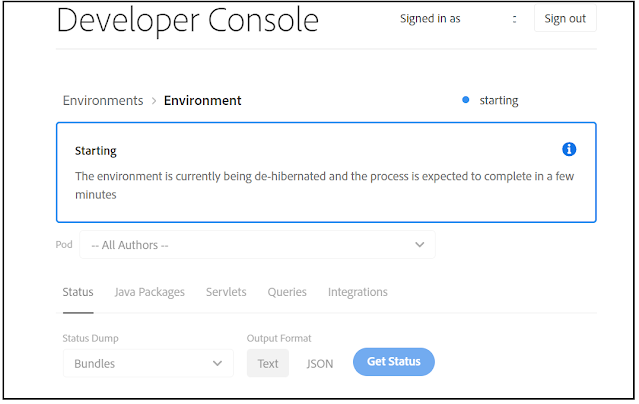 Developer Console
Signed in as
Sign out
Environments > Environment
starting
Starting
The environment is currently being de-hibernated and the process is expected to complete in a few
minutes
Pod
-- All Authors --
Status Java Packages Servlets Queries Integrations
Status Dump
Output Format
Bundles
Text JSON Get Status